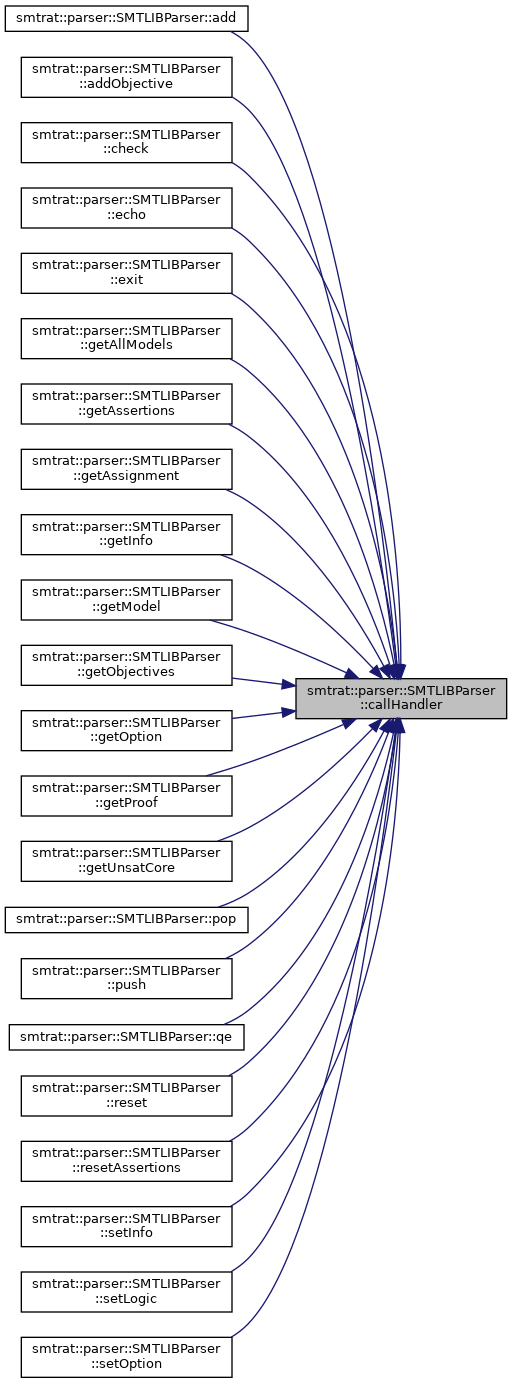 smtrat::parser::SMTLIBParser::add
smtrat::parser::SMTLIBParser
::addObjective
smtrat::parser::SMTLIBParser
::check
smtrat::parser::SMTLIBParser
::echo
smtrat::parser::SMTLIBParser
::exit
smtrat::parser::SMTLIBParser
::getAllModels
smtrat::parser::SMTLIBParser
::getAssertions
smtrat::parser::SMTLIBParser
::getAssignment
smtrat::parser::SMTLIBParser
::getInfo
smtrat::parser::SMTLIBParser
::getModel
smtrat::parser::SMTLIBParser
::getObjectives
smtrat::parser::SMTLIBParser
::callHandler
smtrat::parser::SMTLIBParser
::getOption
smtrat::parser::SMTLIBParser
::getProof
smtrat::parser::SMTLIBParser
::getUnsatCore
smtrat::parser::SMTLIBParser::pop
smtrat::parser::SMTLIBParser
::push
smtrat::parser::SMTLIBParser::qe
smtrat::parser::SMTLIBParser
::reset
smtrat::parser::SMTLIBParser
::resetAssertions
smtrat::parser::SMTLIBParser
::setInfo
smtrat::parser::SMTLIBParser
::setLogic
smtrat::parser::SMTLIBParser
::setOption